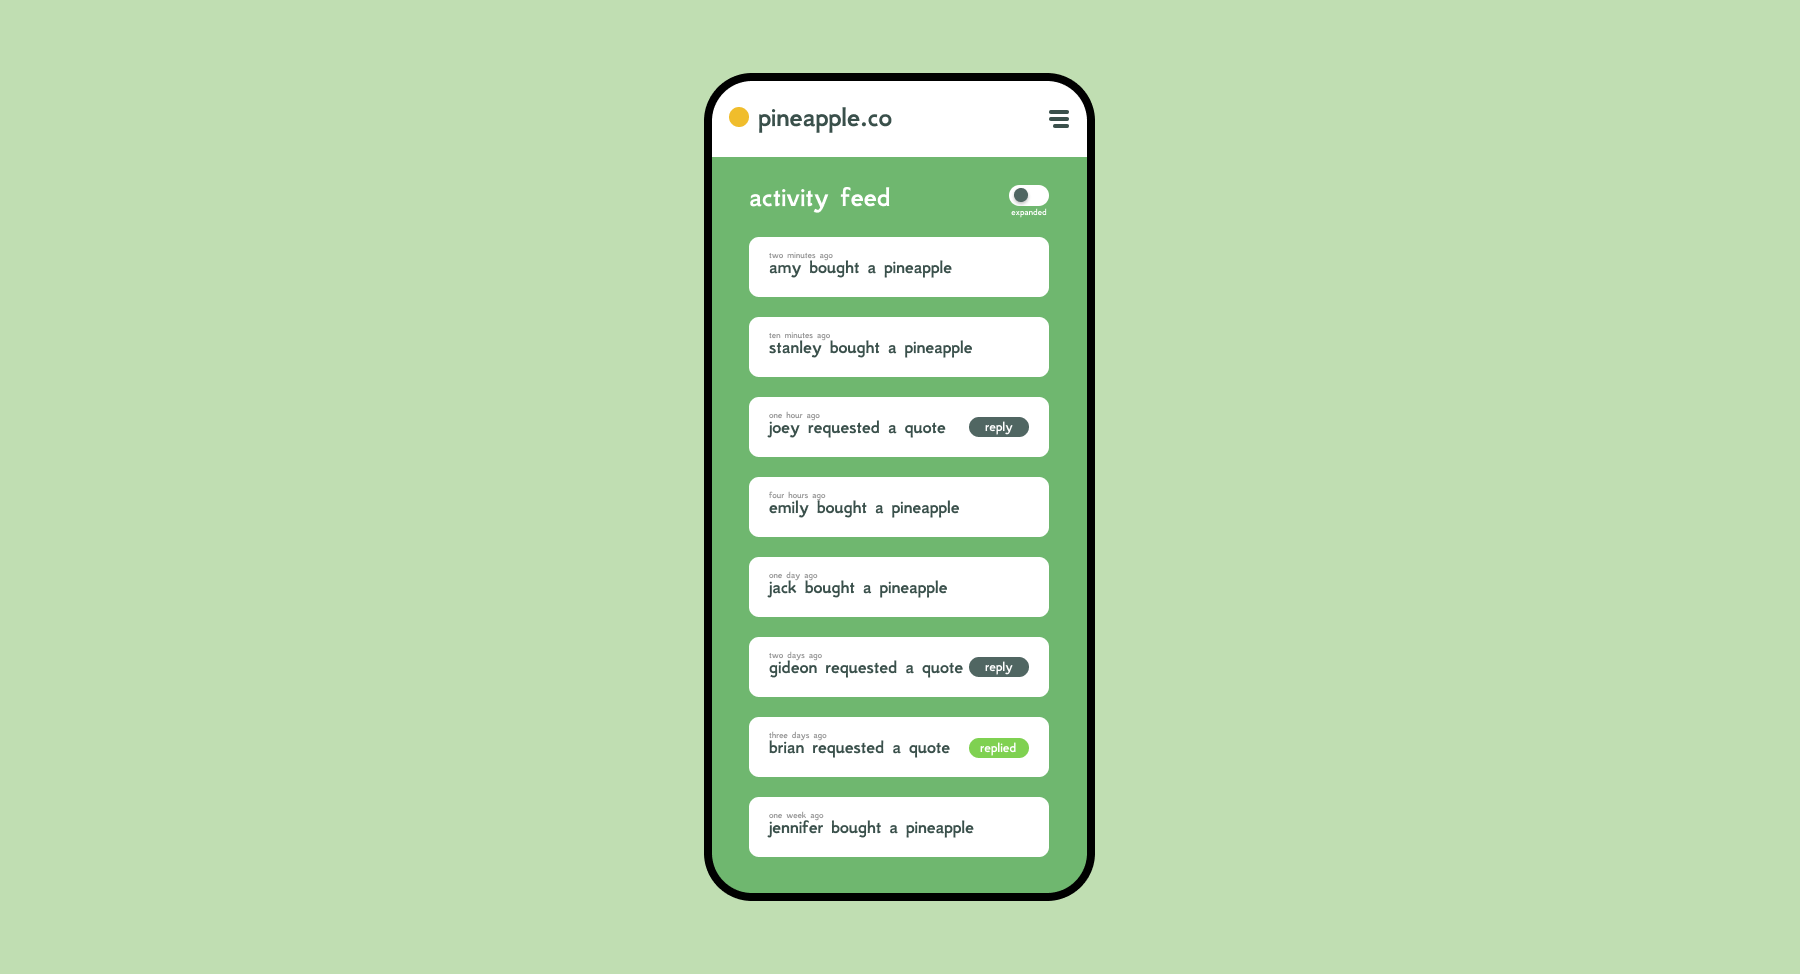 pineapple.co
activity feed
expanded
two minutes ago
amy bought a pineapple
ten minutes ago
stanley bought a pineapple
one hour ago
joey requested a quote
reply
four hours ago
emily bought a pineapple
one day ago
jack bought a pineapple
two days ago
gideon requested a quote
reply
three days ago
brian requested a quote
replied
one week ago
jennifer bought a pineapple